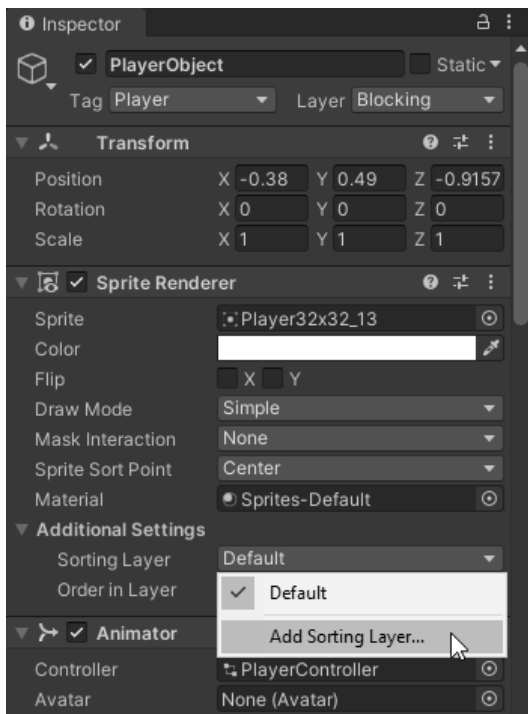 Inspector
PlayerObject Static
Tag Player Layer Blocking
Transform
Position X -0.38 Y 0.49 Z -0.9157
Rotation X 0 Y 0 Z 0
Scale X 1 Y 1 Z 1
Sprite Renderer
Sprite Player32x32_13
Color
Flip X Y
Draw Mode Simple
Mask Interaction None
Sprite Sort Point Center
Material Sprites-Default
Additional Settings
Sorting Layer Default
Order in Layer
Default
Add Sorting Layer...
Animator
Controller PlayerController
Avatar None (Avatar)